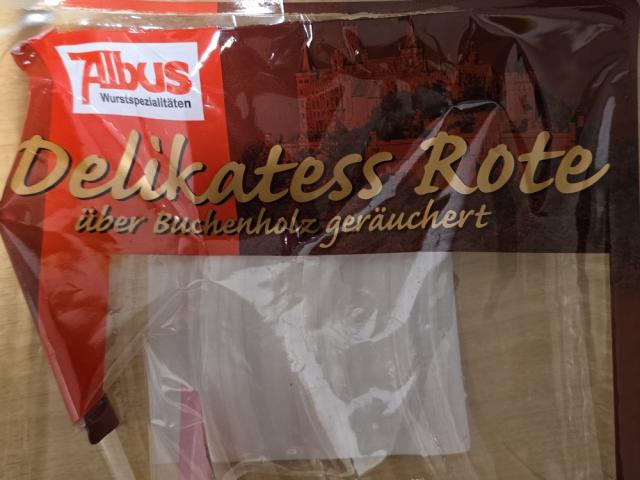 Albus
Wurstspezialitäten
Delikatess Rote
über Buchenholz geräuchert